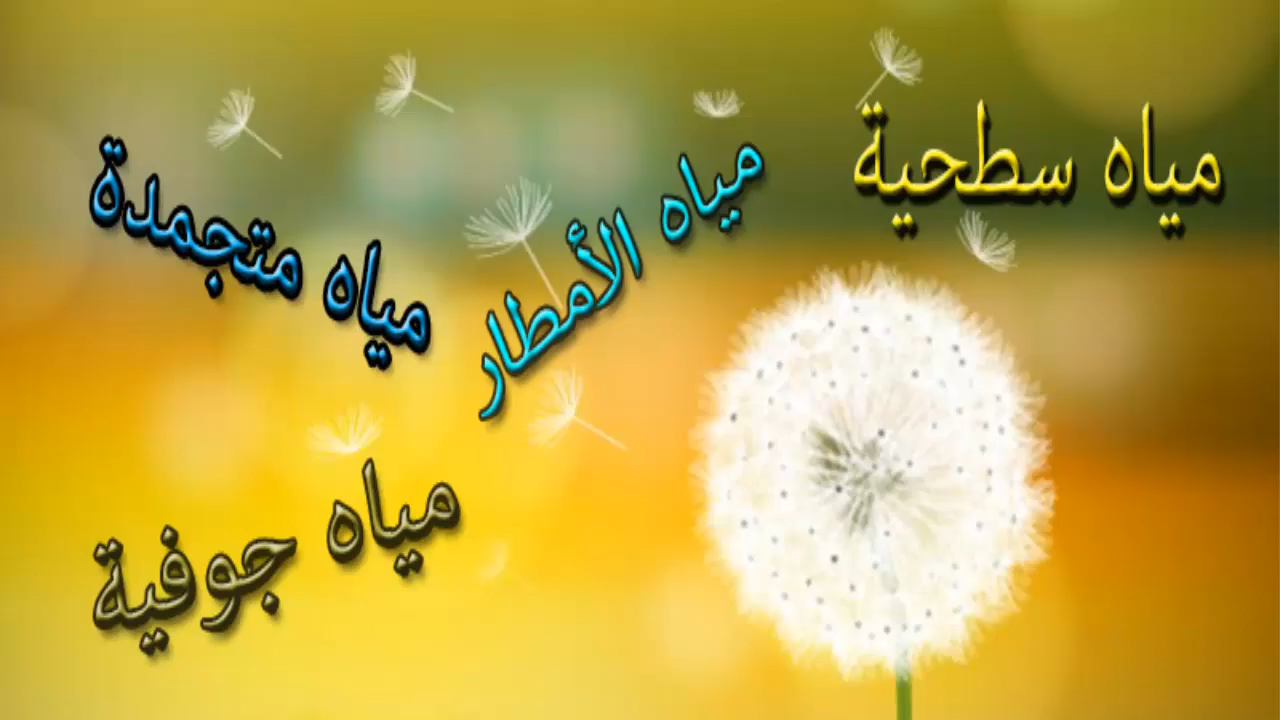 مياه سطحية
مياه الأمطار
مياه متجمدة
مياه جوفية